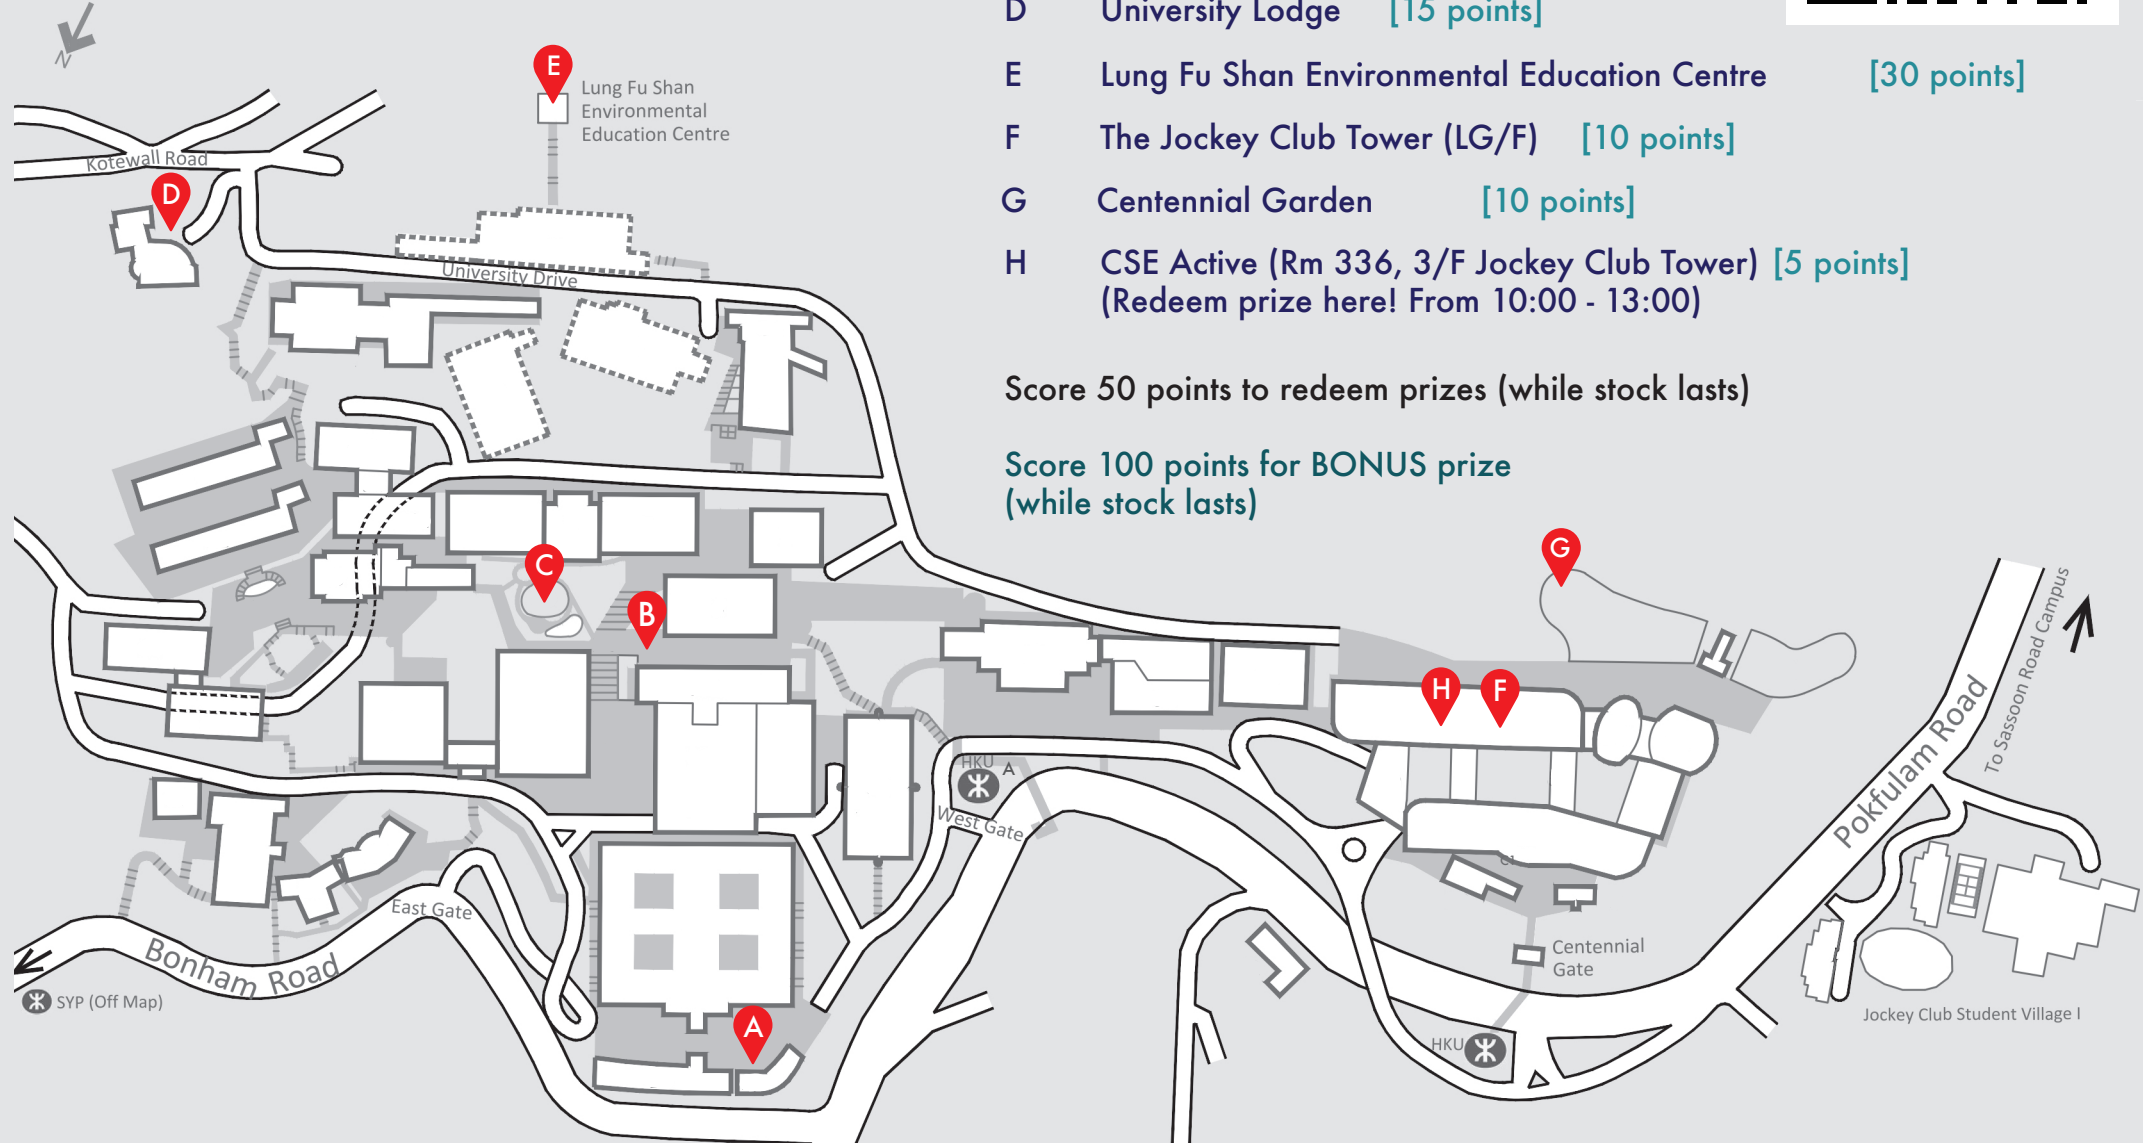 D University Lodge [15 points]
E Lung Fu Shan Environmental Education Centre [30 points]
F The Jockey Club Tower (LG/F) [10 points]
G Centennial Garden [10 points]
H CSE Active (Rm 336, 3/F Jockey Club Tower) [5 points]
(Redeem prize here! From 10:00 - 13:00)
Score 50 points to redeem prizes (while stock lasts)
Score 100 points for BONUS prize
(while stock lasts)
N
E
Lung Fu Shan
Environmental
Education Centre
Kotewall Road
D
University Drive
C
B
G
H
F
HKU A
West Gate
East Gate
Bonham Road
SYP (Off Map)
A
C1
Centennial
Gate
HKU
Pokfulam Road
To Sassoon Road Campus
Jockey Club Student Village I